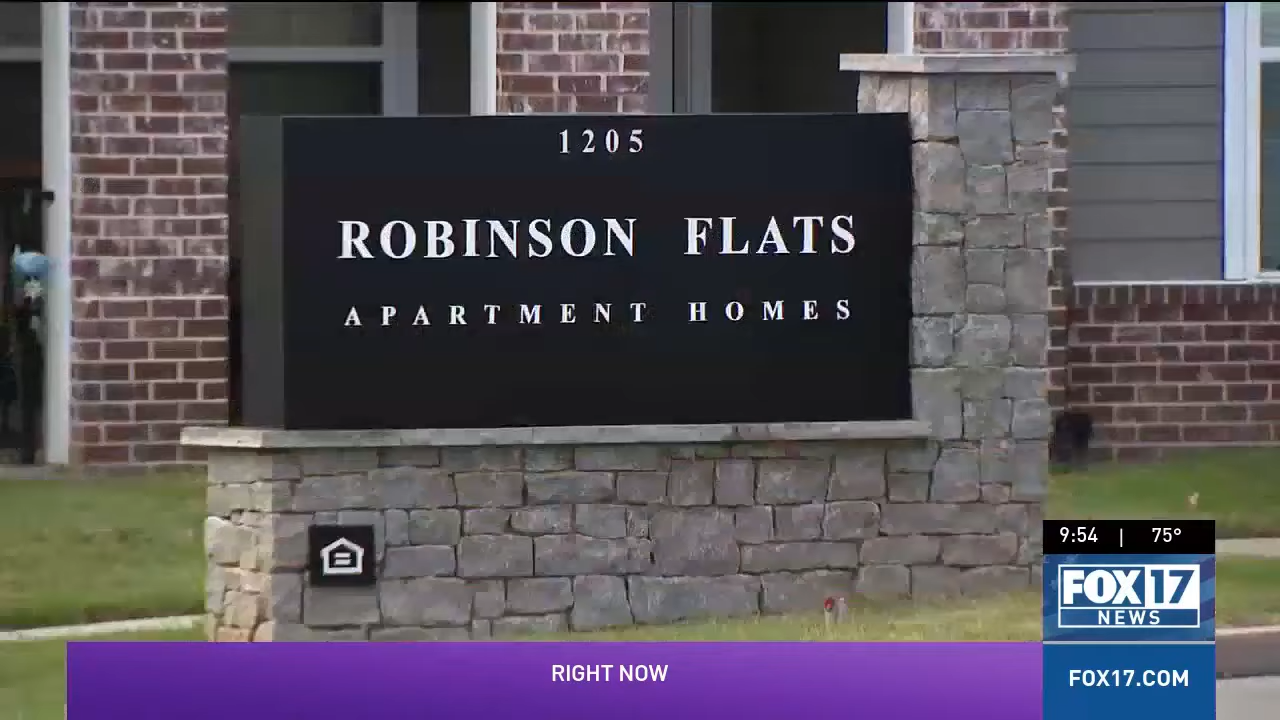 1205
ROBINSON FLATS
APARTMENT HOMES
9:54 | 75°
FOX 17
NEWS
RIGHT NOW
FOX17.COM